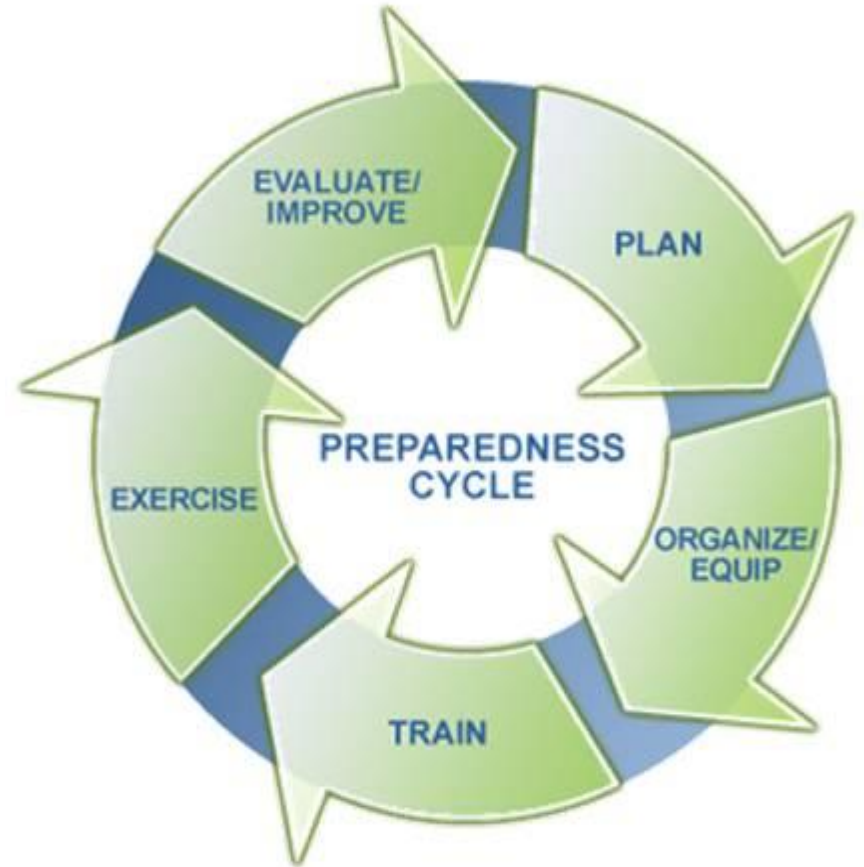 EVALUATE/
IMPROVE
PLAN
PREPAREDNESS
CYCLE
EXERCISE
ORGANIZE/
EQUIP
TRAIN